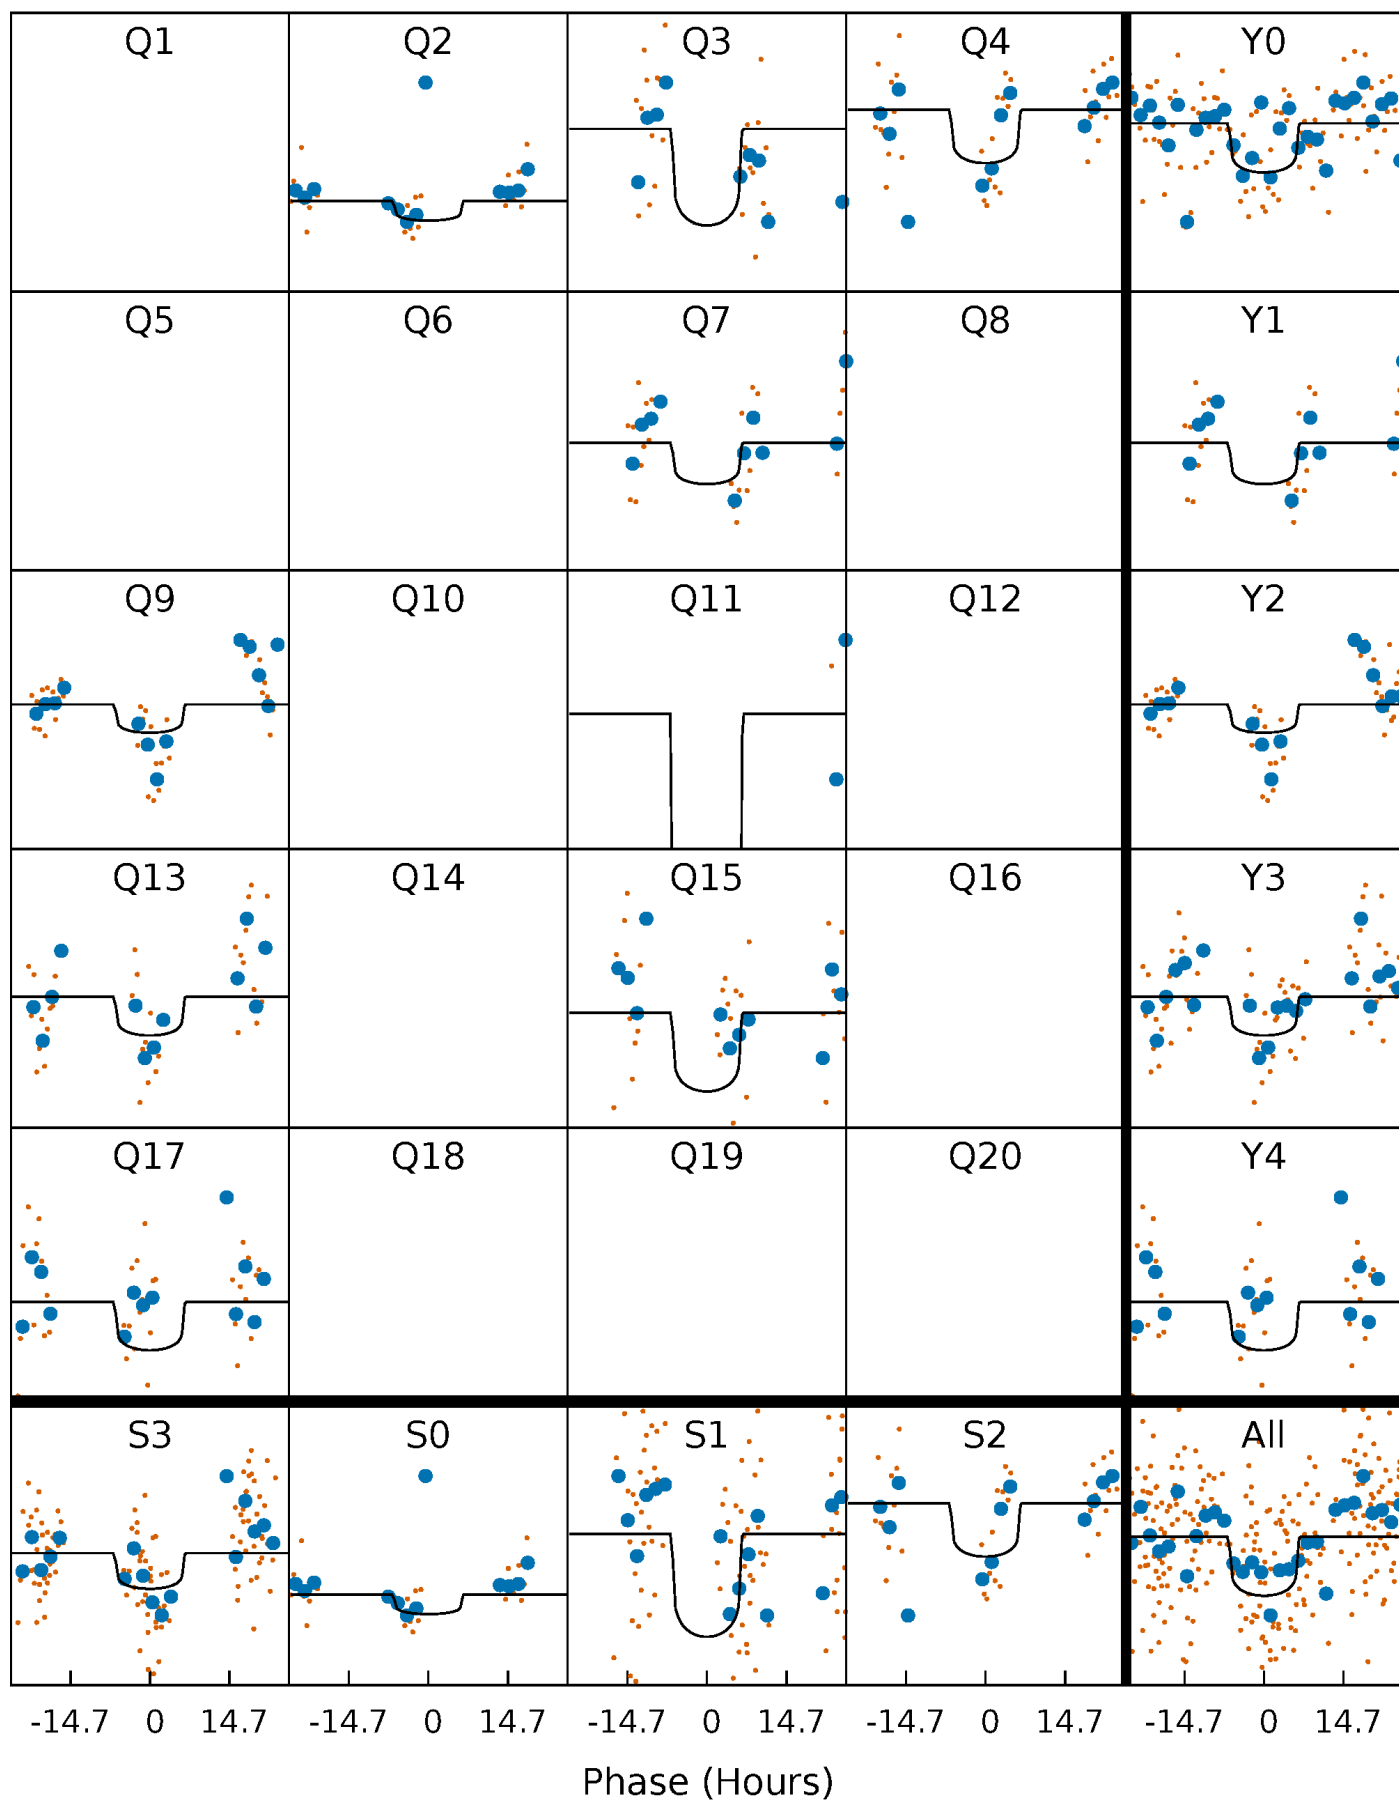 Q1 Q2 Q3 Q4 Y0
Q5 Q6 Q7 Q8 Y1
Q9 Q10 Q11 Q12 Y2
Q13 Q14 Q15 Q16 Y3
Q17 Q18 Q19 Q20 Y4
S3 S0 S1 S2 All
-14.7 0 14.7 -14.7 0 14.7 -14.7 0 14.7 -14.7 0 14.7 -14.7 0 14.7
Phase (Hours)